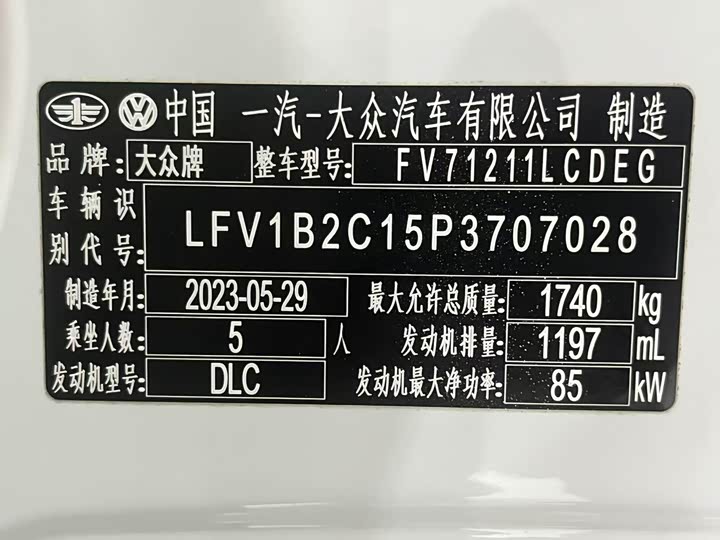 中国 一汽-大众汽车有限公司 制造
品牌: 大众牌 整车型号: FV71211LCDEG
车辆识
别代号: LFV1B2C15P3707028
制造年月: 2023-05-29 最大允许总质量: 1740 kg
乘坐人数: 5 人 发动机排量: 1197 mL
发动机型号: DLC 发动机最大净功率: 85 kW